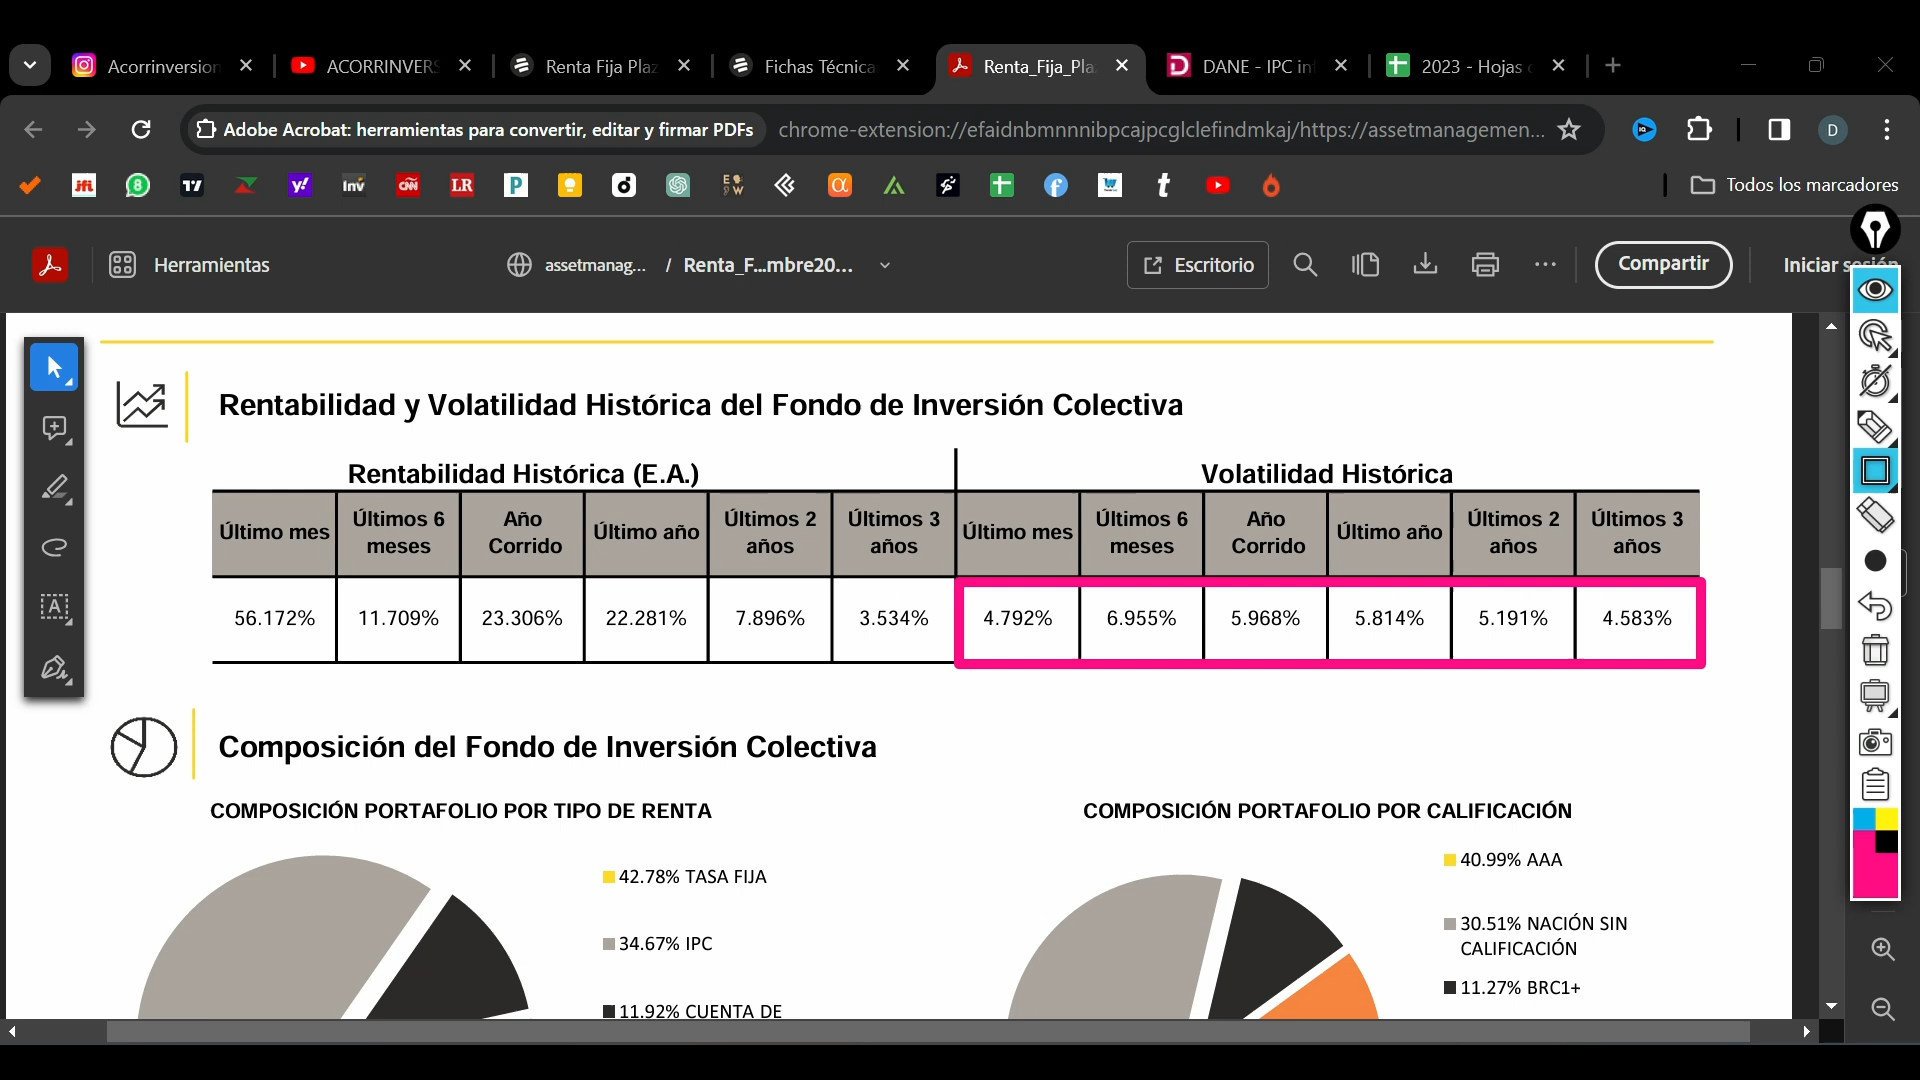 Acorrinversion
ACORRINVERS
Renta Fija Plaz
Fichas Técnica
Renta_Fija_Pla
DANE - IPC in
2023 - Hojas
Adobe Acrobat: herramientas para convertir, editar y firmar PDFs
chrome-extension://efaidnbmnnnibpcajpcglclefindmkaj/https://assetmanagemen...
D
Todos los marcadores
Herramientas
assetmanag... / Renta_F...mbre20...
Escritorio
Compartir
Iniciar sesión
Rentabilidad y Volatilidad Histórica del Fondo de Inversión Colectiva
Rentabilidad Histórica (E.A.)
Volatilidad Histórica
Último mes
Últimos 6 meses
Año Corrido
Último año
Últimos 2 años
Últimos 3 años
Último mes
Últimos 6 meses
Año Corrido
Último año
Últimos 2 años
Últimos 3 años
56.172% 11.709% 23.306% 22.281% 7.896% 3.534% 4.792% 6.955% 5.968% 5.814% 5.191% 4.583%
Composición del Fondo de Inversión Colectiva
COMPOSICIÓN PORTAFOLIO POR TIPO DE RENTA
42.78% TASA FIJA
34.67% IPC
11.92% CUENTA DE
COMPOSICIÓN PORTAFOLIO POR CALIFICACIÓN
40.99% AAA
30.51% NACIÓN SIN
CALIFICACIÓN
11.27% BRC1+